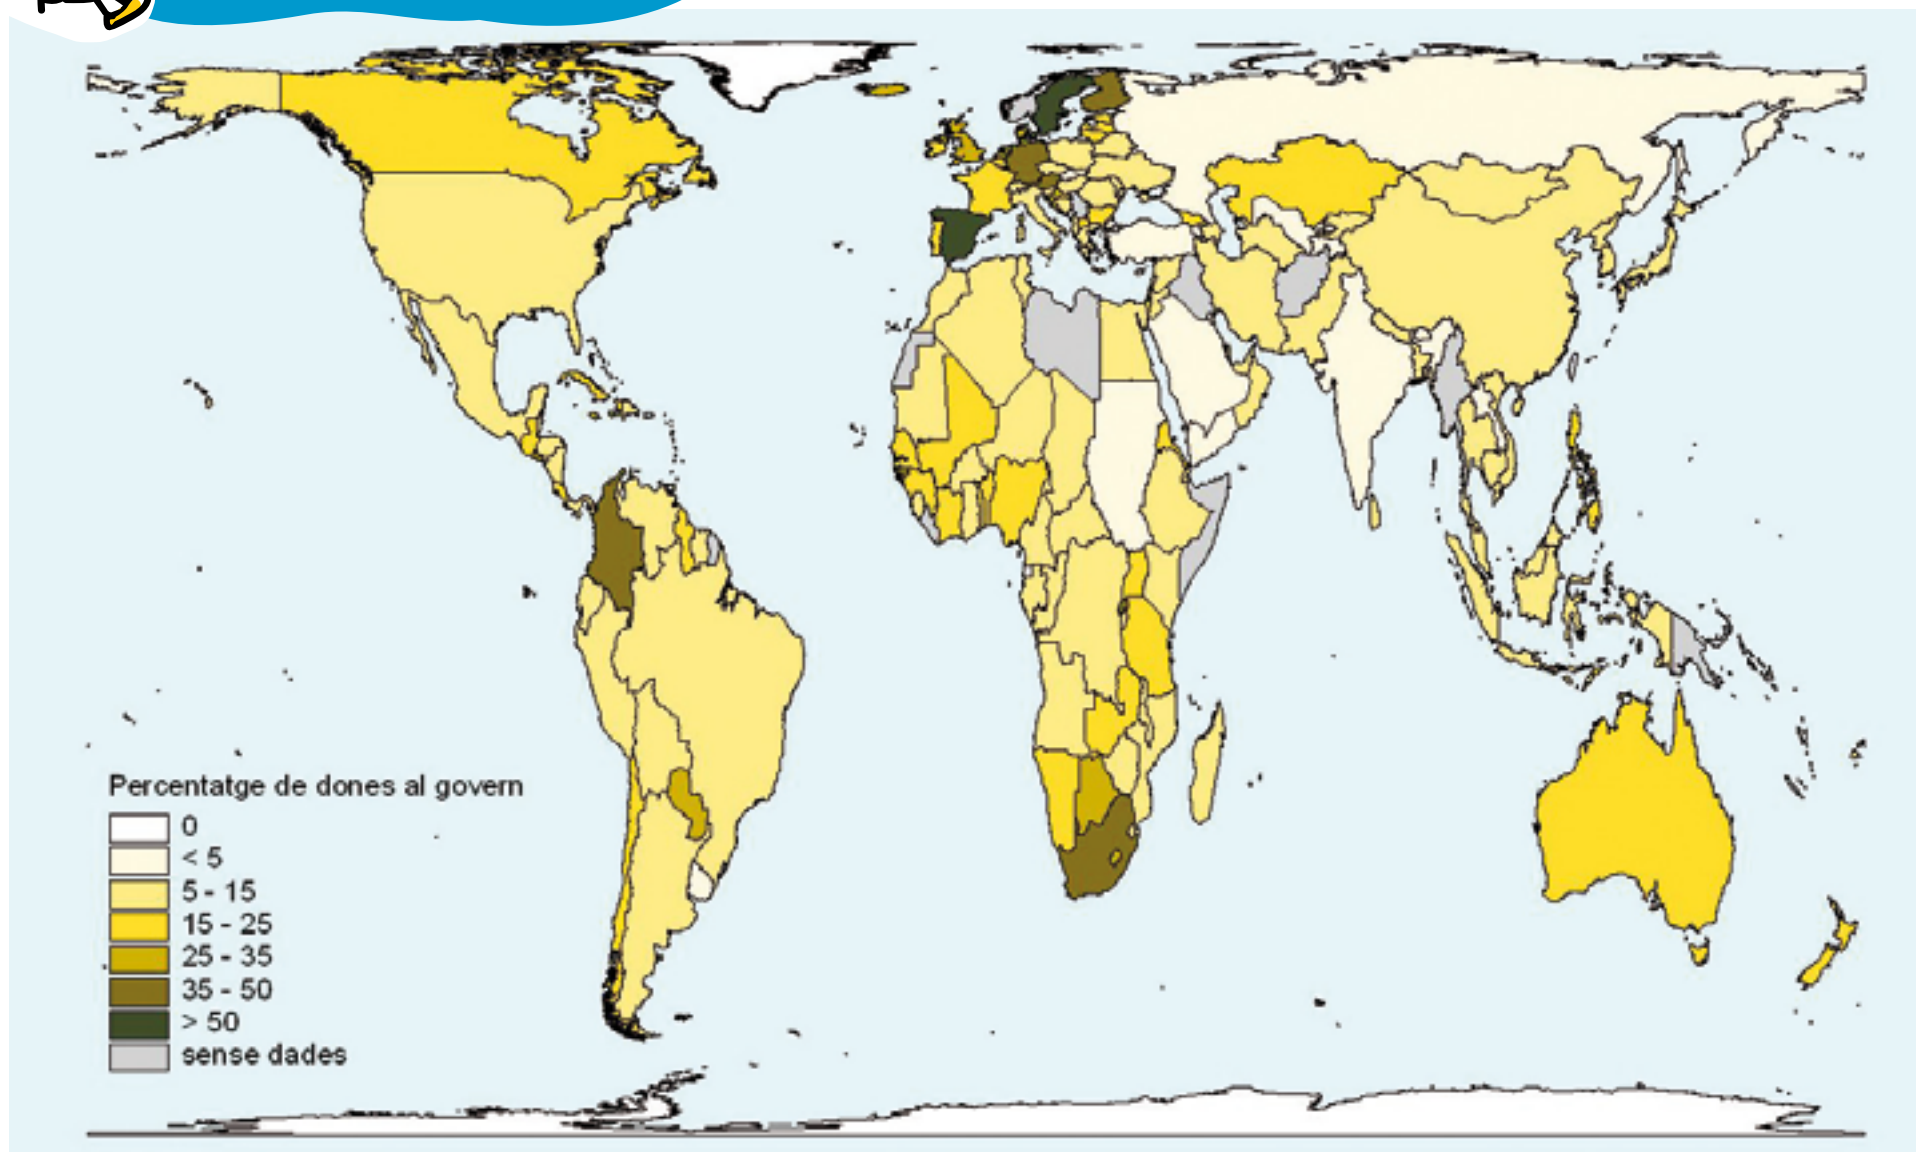 Percentatge de dones al govern
0
< 5
5 - 15
15 - 25
25 - 35
35 - 50
> 50
sense dades